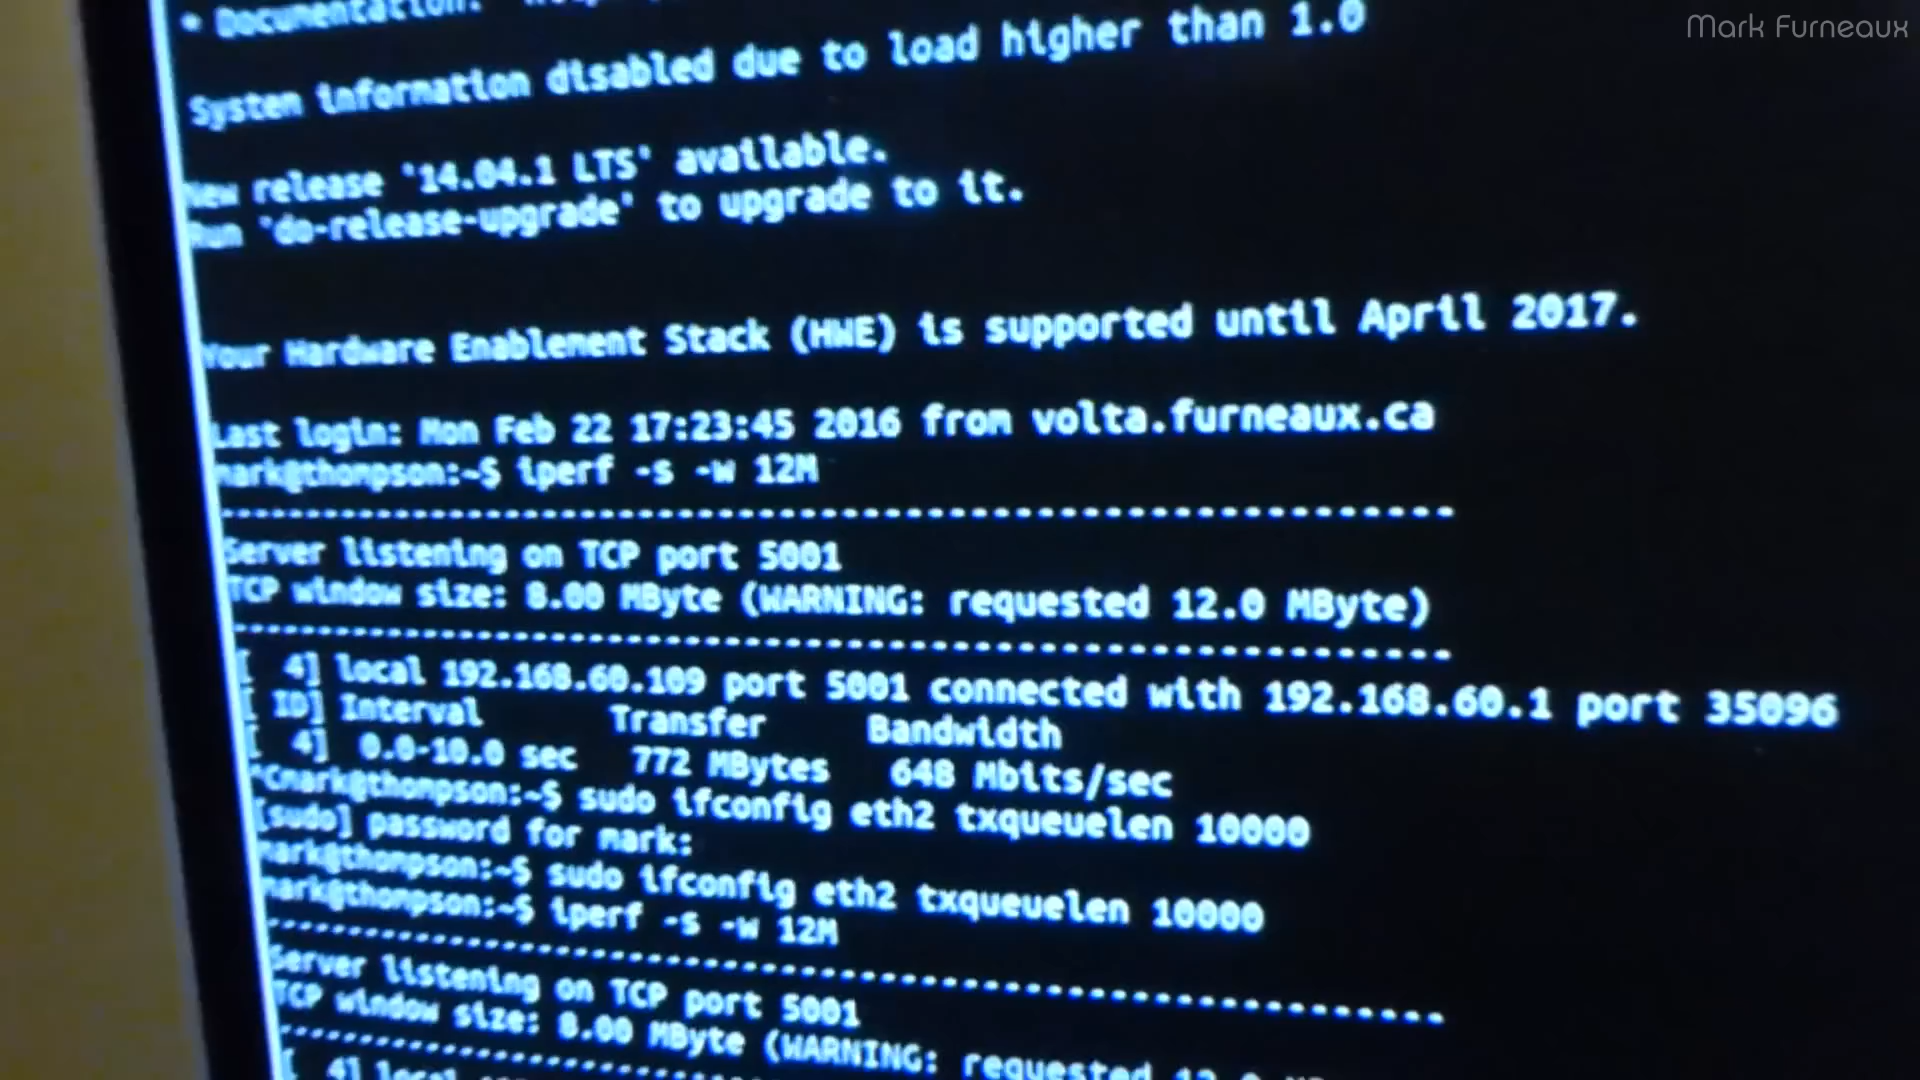 Mark Furneaux
* Documentation:
System information disabled due to load higher than 1.0
New release '14.04.1 LTS' available.
Run 'do-release-upgrade' to upgrade to it.
Your Hardware Enablement Stack (HWE) is supported until April 2017.
Last login: Mon Feb 22 17:23:45 2016 from volta.furneaux.ca
mark@thompson:~$ iperf -s -w 12M
------------------------------------------------------------
Server listening on TCP port 5001
TCP window size: 8.00 MByte (WARNING: requested 12.0 MByte)
------------------------------------------------------------
[  4] local 192.168.60.109 port 5001 connected with 192.168.60.1 port 35096
[ ID] Interval       Transfer     Bandwidth
[  4]  0.0-10.0 sec   772 MBytes   648 Mbits/sec
^Cmark@thompson:~$ sudo ifconfig eth2 txqueuelen 10000
[sudo] password for mark:
mark@thompson:~$ sudo ifconfig eth2 txqueuelen 10000
mark@thompson:~$ iperf -s -w 12M
------------------------------------------------------------
Server listening on TCP port 5001
TCP window size: 8.00 MByte (WARNING: requested 12.0
------------------------------------------------------------
[  4] local